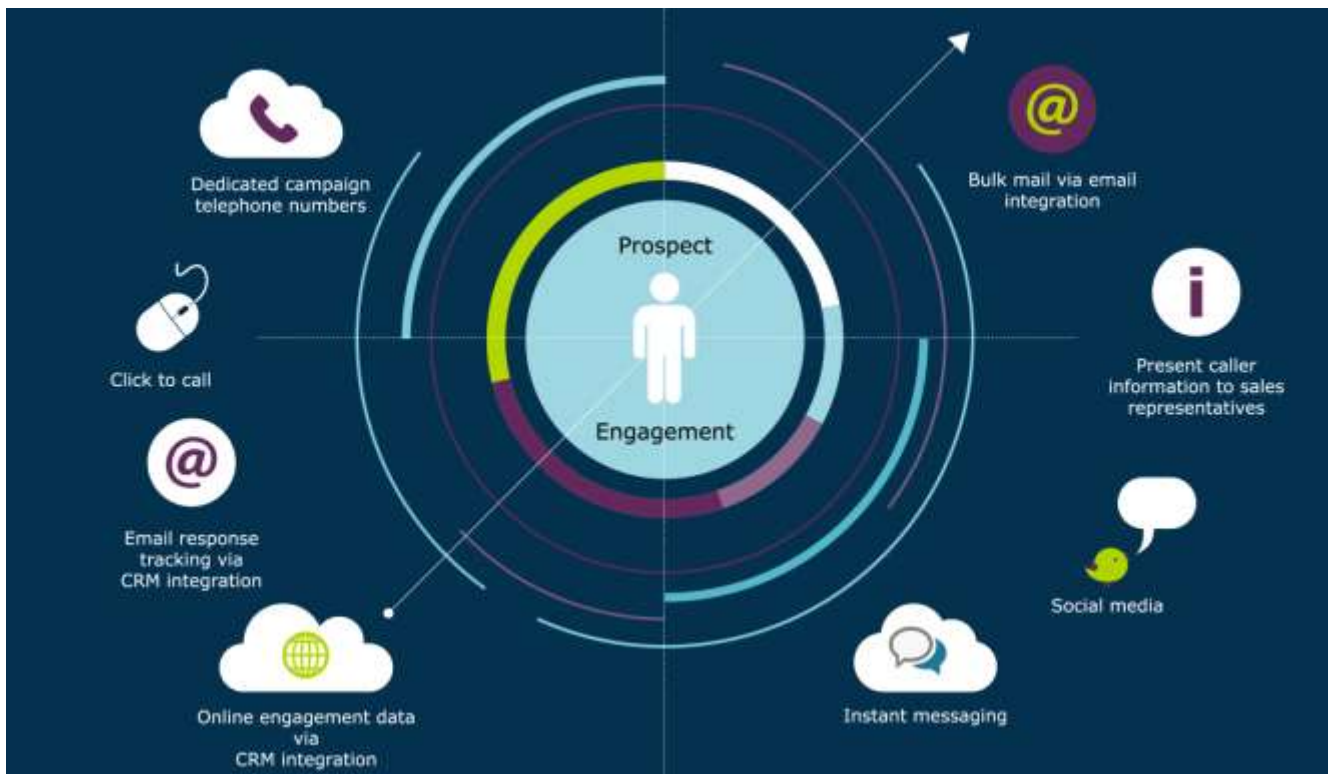 Dedicated campaign
telephone numbers
Click to call
@
Email response
tracking via
CRM integration
Online engagement data
via
CRM integration
Prospect
Engagement
@
Bulk mail via email
integration
i
Present caller
information to sales
representatives
Social media
Instant messaging